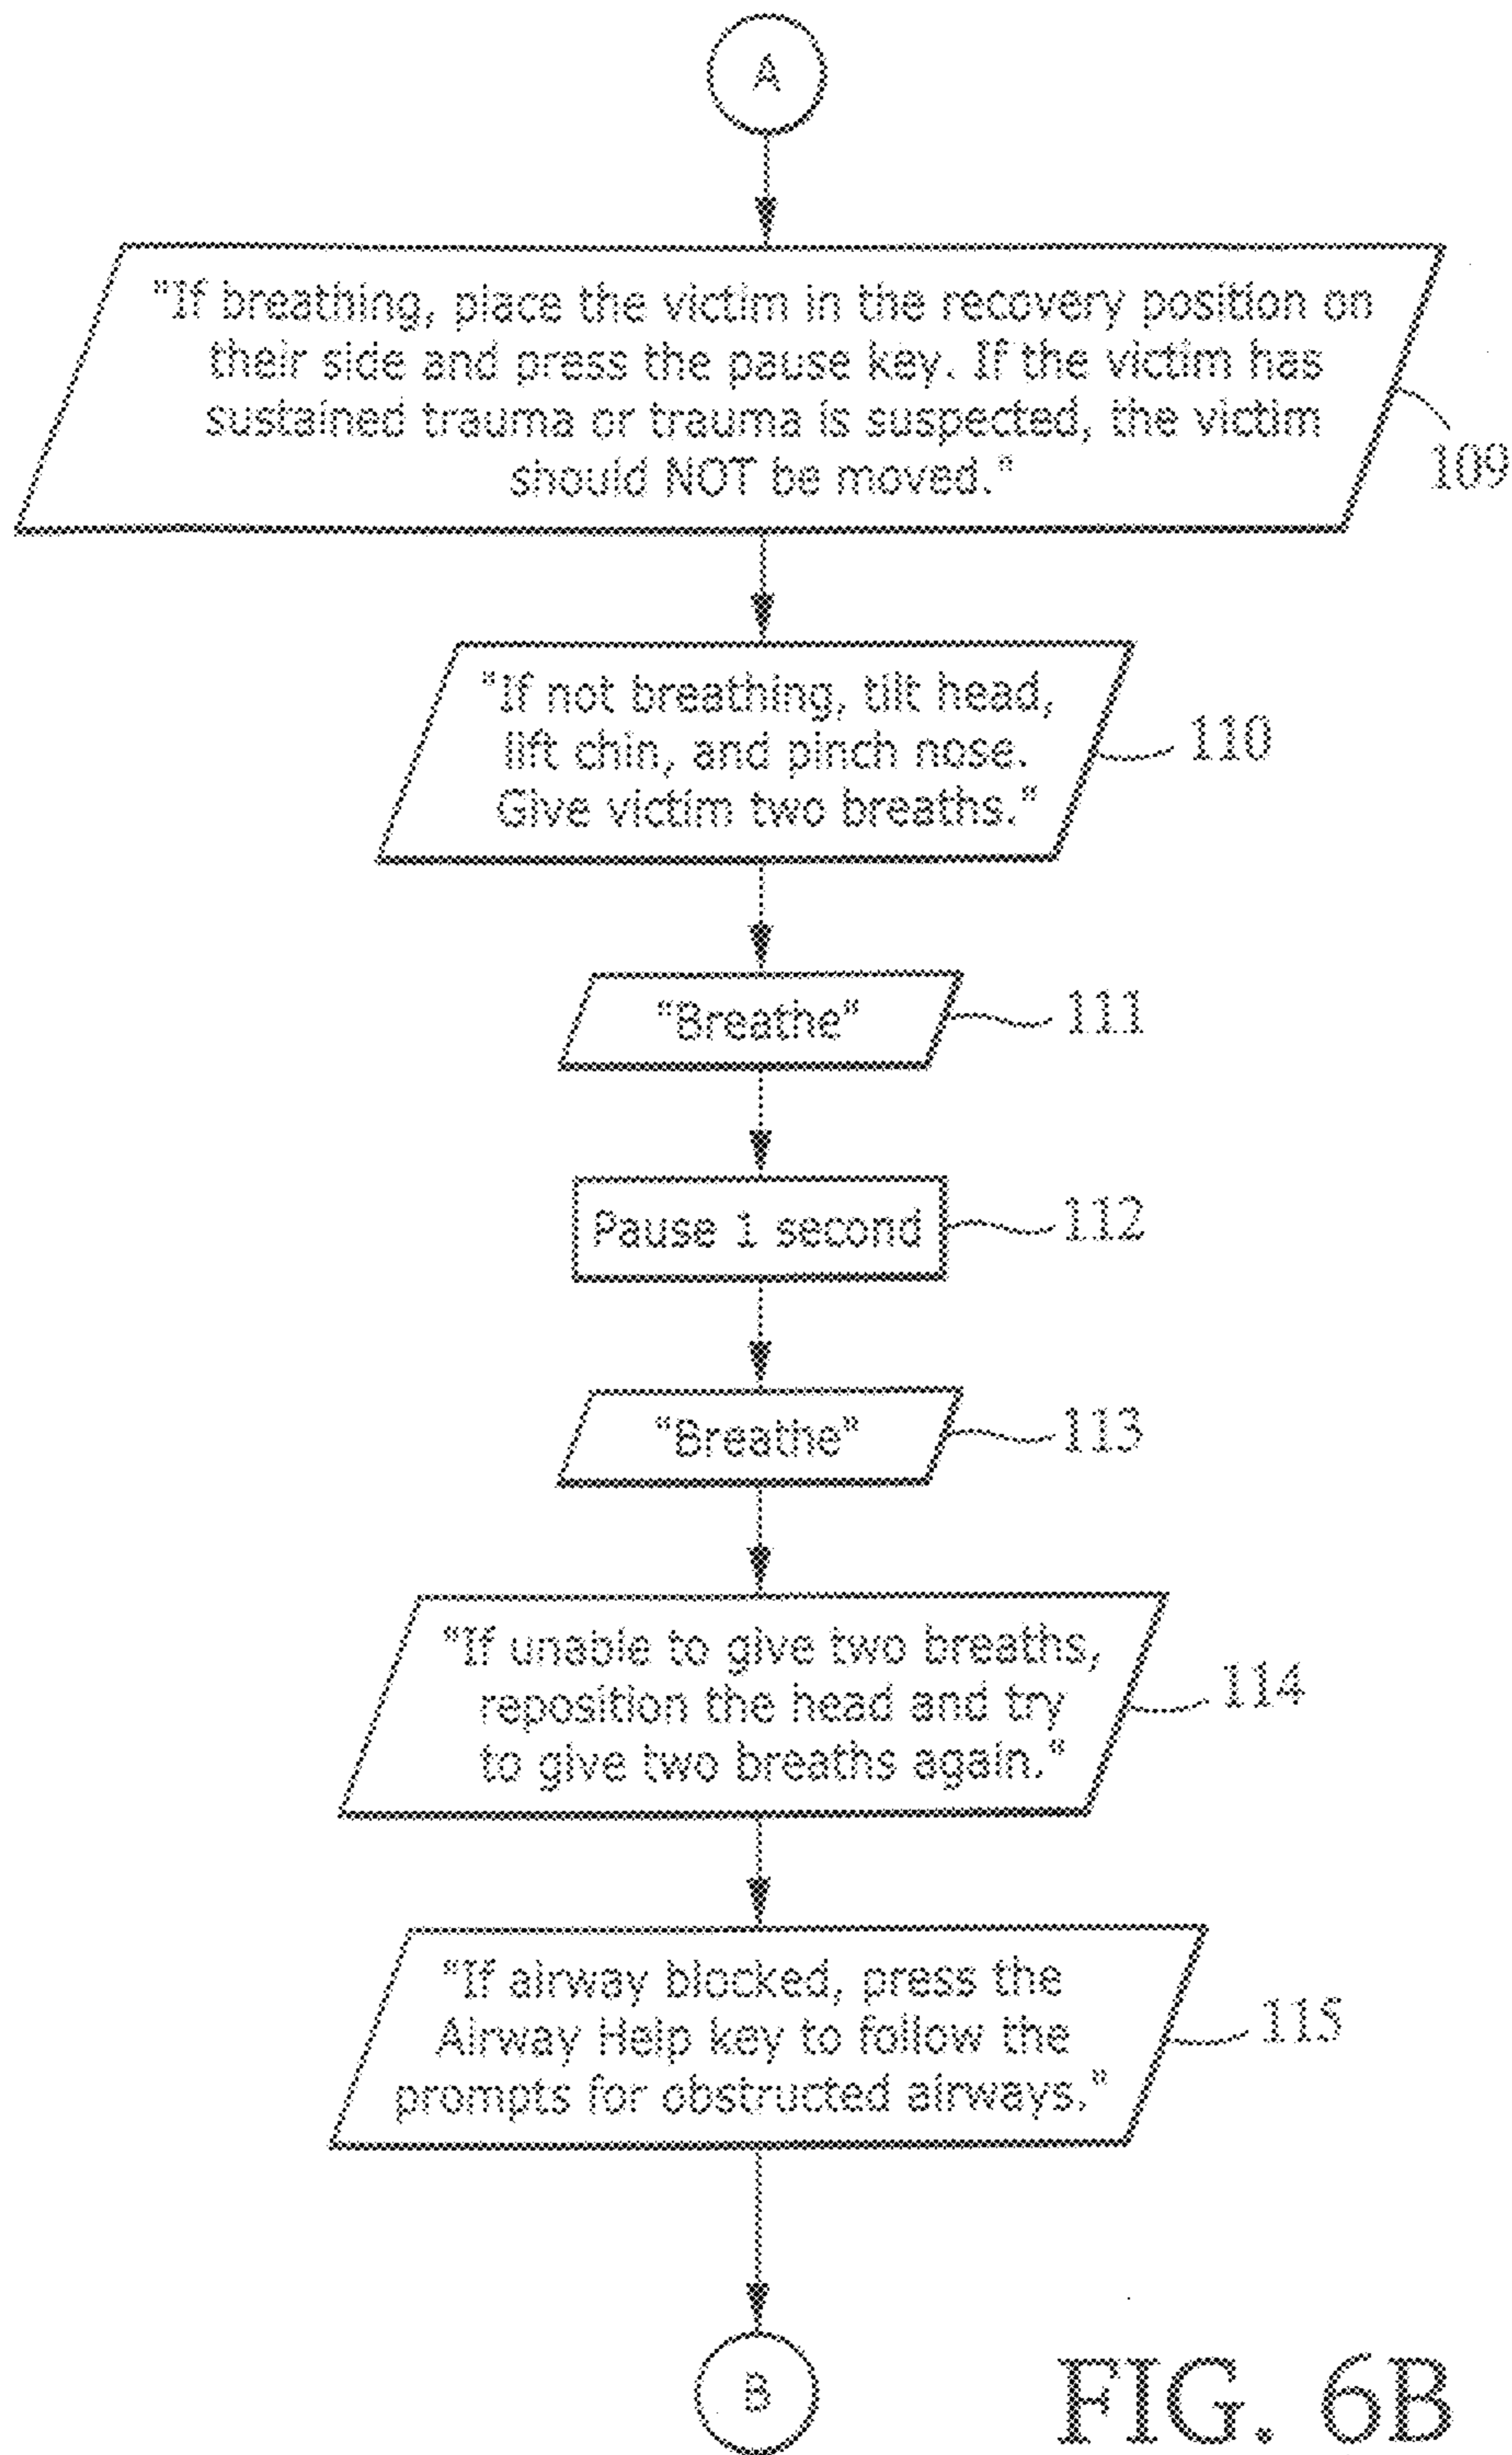 A
"If breathing, place the victim in the recovery position on
their side and press the pause key. If the victim has
sustained trauma or trauma is suspected, the victim
should NOT be moved."
109
"If not breathing, tilt head,
lift chin, and pinch nose.
Give victim two breaths."
110
"Breathe"
111
Pause 1 second
112
"Breathe"
113
"If unable to give two breaths,
reposition the head and try
to give two breaths again."
114
"If airway blocked, press the
Airway Help key to follow the
prompts for obstructed airways."
115
B
FIG. 6B